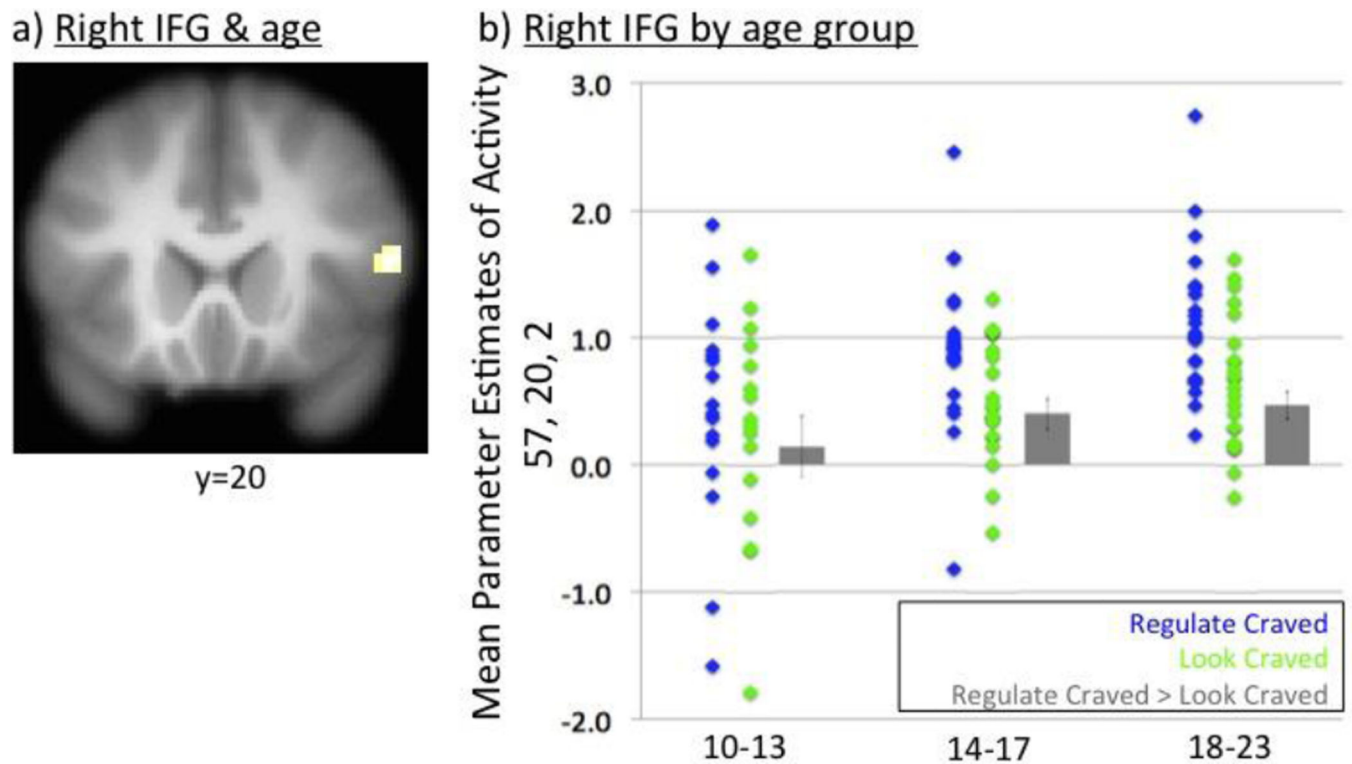 a) Right IFG & age
y=20
b) Right IFG by age group
Mean Parameter Estimates of Activity
57, 20, 2
3.0
2.0
1.0
0.0
-1.0
-2.0
10-13
14-17
18-23
Regulate Craved
Look Craved
Regulate Craved > Look Craved